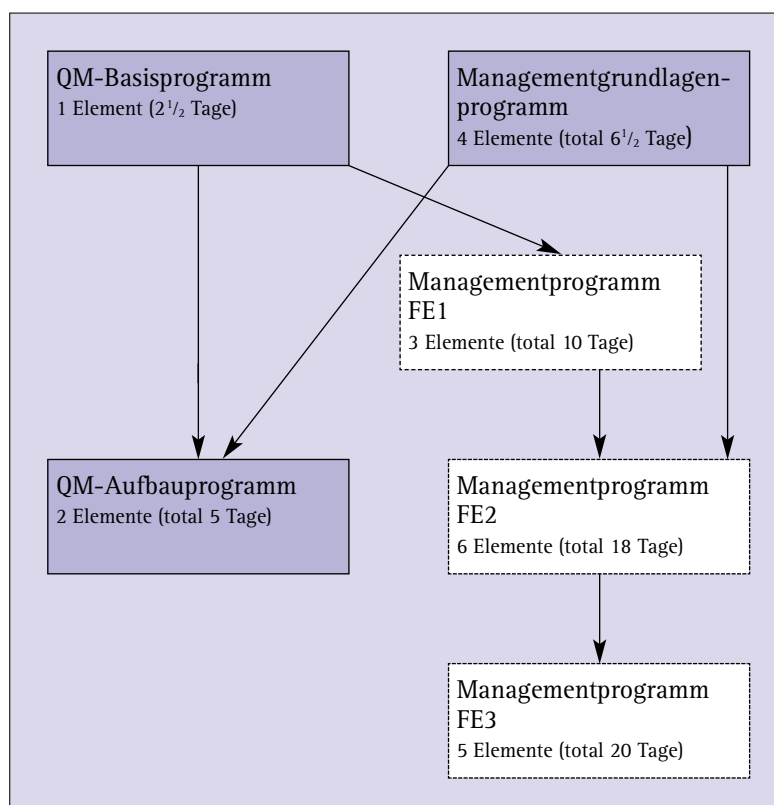 QM-Basisprogramm
1 Element (2 1/2 Tage)
Managementgrundlagen-
programm
4 Elemente (total 6 1/2 Tage)
Managementprogramm
FE1
3 Elemente (total 10 Tage)
QM-Aufbauprogramm
2 Elemente (total 5 Tage)
Managementprogramm
FE2
6 Elemente (total 18 Tage)
Managementprogramm
FE3
5 Elemente (total 20 Tage)